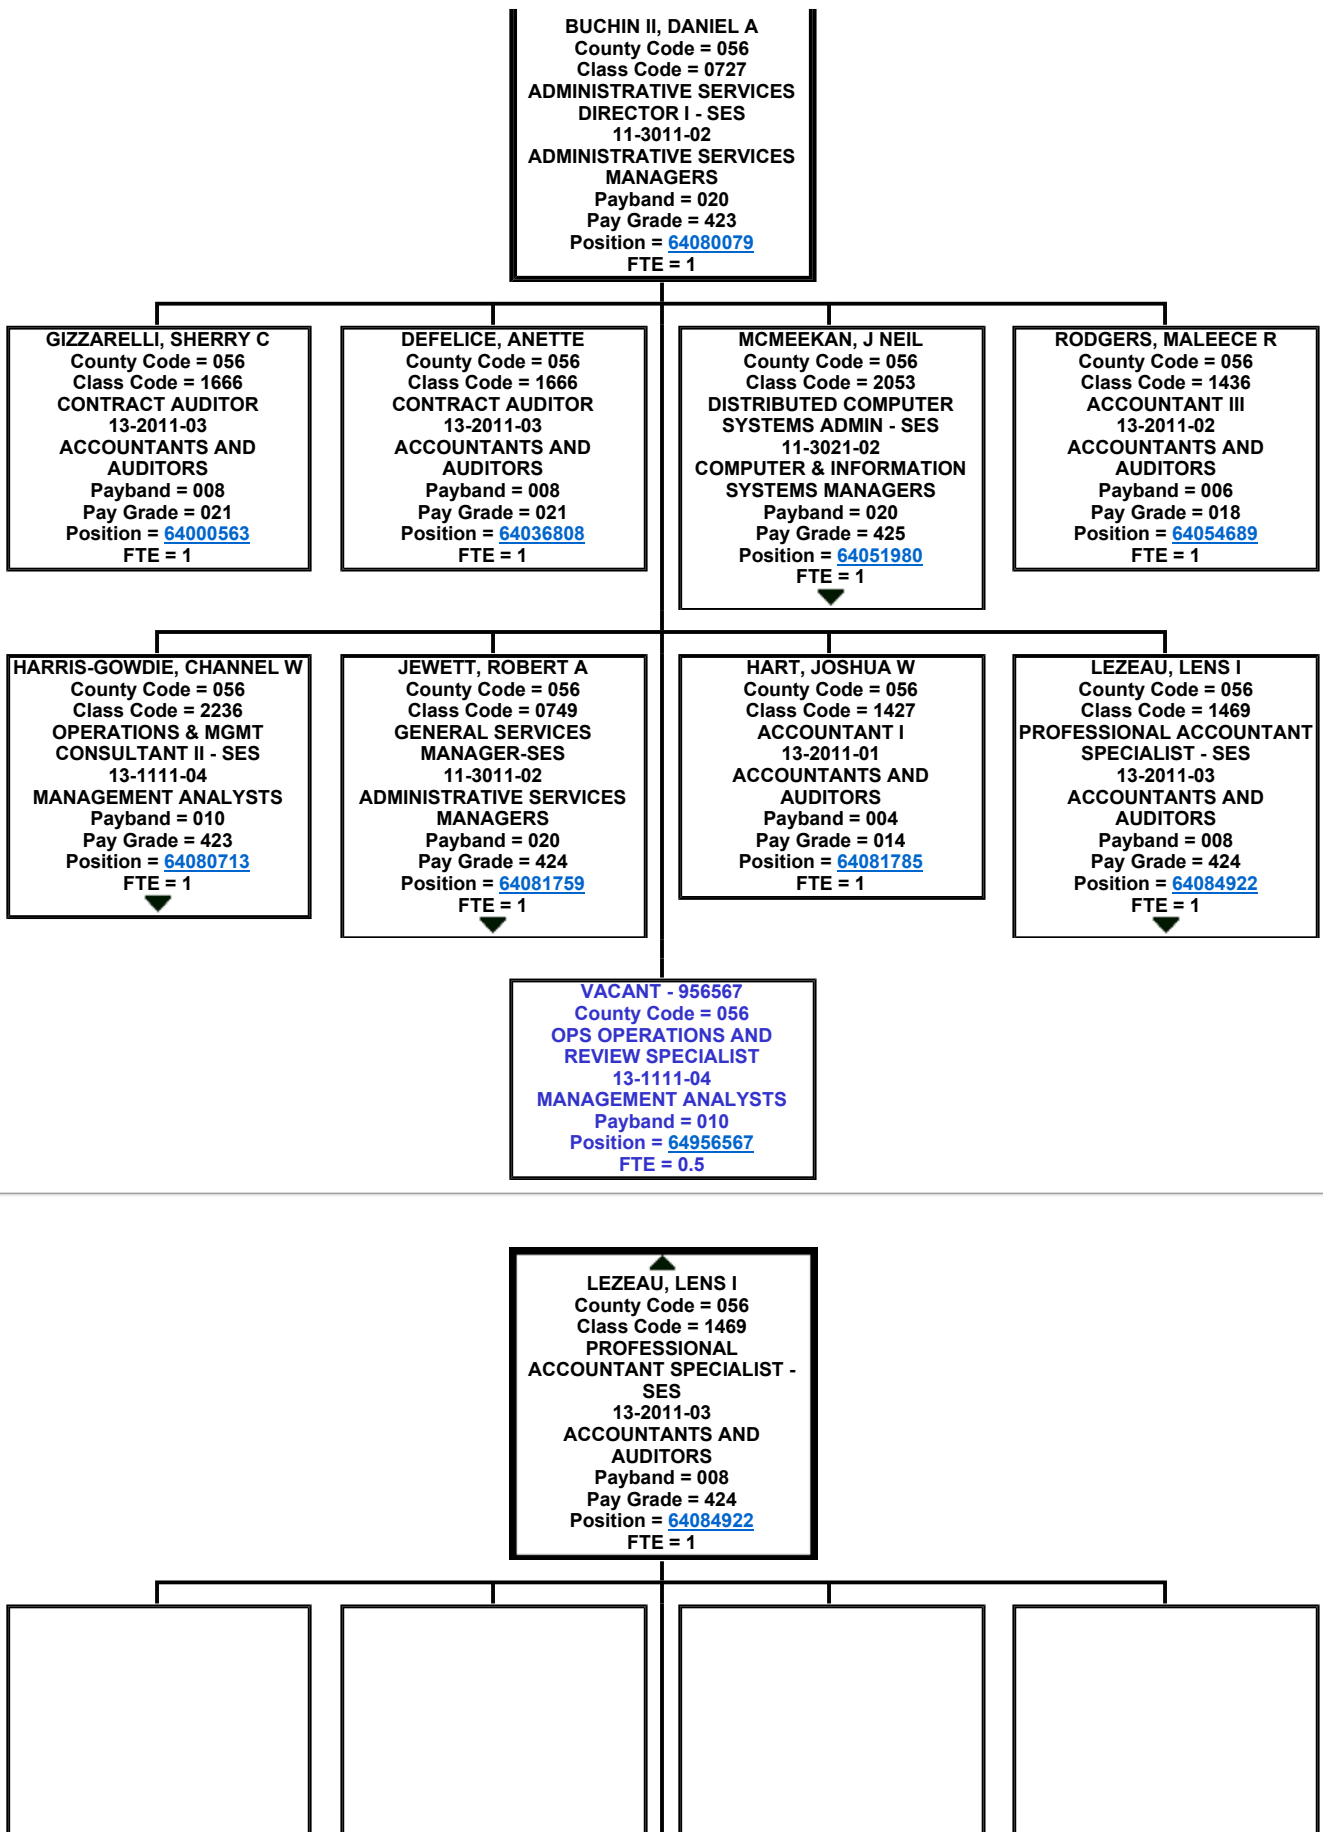 BUCHIN II, DANIEL A
County Code = 056
Class Code = 0727
ADMINISTRATIVE SERVICES
DIRECTOR I - SES
11-3011-02
ADMINISTRATIVE SERVICES
MANAGERS
Payband = 020
Pay Grade = 423
Position = 64080079
FTE = 1
GIZZARELLI, SHERRY C
County Code = 056
Class Code = 1666
CONTRACT AUDITOR
13-2011-03
ACCOUNTANTS AND
AUDITORS
Payband = 008
Pay Grade = 021
Position = 64000563
FTE = 1
DEFELICE, ANETTE
County Code = 056
Class Code = 1666
CONTRACT AUDITOR
13-2011-03
ACCOUNTANTS AND
AUDITORS
Payband = 008
Pay Grade = 021
Position = 64036808
FTE = 1
MCMEEKAN, J NEIL
County Code = 056
Class Code = 2053
DISTRIBUTED COMPUTER
SYSTEMS ADMIN - SES
11-3021-02
COMPUTER & INFORMATION
SYSTEMS MANAGERS
Payband = 020
Pay Grade = 425
Position = 64051980
FTE = 1
RODGERS, MALEECE R
County Code = 056
Class Code = 1436
ACCOUNTANT III
13-2011-02
ACCOUNTANTS AND
AUDITORS
Payband = 006
Pay Grade = 018
Position = 64054689
FTE = 1
HARRIS-GOWDIE, CHANNEL W
County Code = 056
Class Code = 2236
OPERATIONS & MGMT
CONSULTANT II - SES
13-1111-04
MANAGEMENT ANALYSTS
Payband = 010
Pay Grade = 423
Position = 64080713
FTE = 1
JEWETT, ROBERT A
County Code = 056
Class Code = 0749
GENERAL SERVICES
MANAGER-SES
11-3011-02
ADMINISTRATIVE SERVICES
MANAGERS
Payband = 020
Pay Grade = 424
Position = 64081759
FTE = 1
HART, JOSHUA W
County Code = 056
Class Code = 1427
ACCOUNTANT I
13-2011-01
ACCOUNTANTS AND
AUDITORS
Payband = 004
Pay Grade = 014
Position = 64081785
FTE = 1
LEZEAU, LENS I
County Code = 056
Class Code = 1469
PROFESSIONAL ACCOUNTANT
SPECIALIST - SES
13-2011-03
ACCOUNTANTS AND
AUDITORS
Payband = 008
Pay Grade = 424
Position = 64084922
FTE = 1
VACANT - 956567
County Code = 056
OPS OPERATIONS AND
REVIEW SPECIALIST
13-1111-04
MANAGEMENT ANALYSTS
Payband = 010
Position = 64956567
FTE = 0.5
LEZEAU, LENS I
County Code = 056
Class Code = 1469
PROFESSIONAL
ACCOUNTANT SPECIALIST -
SES
13-2011-03
ACCOUNTANTS AND
AUDITORS
Payband = 008
Pay Grade = 424
Position = 64084922
FTE = 1